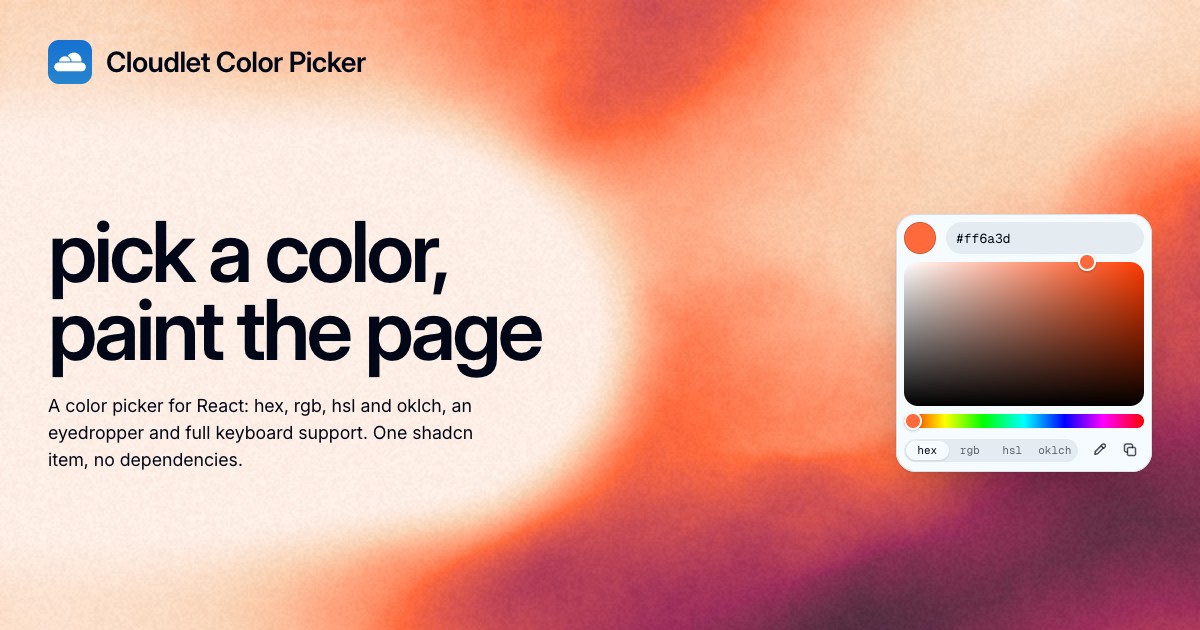 Cloudlet Color Picker
pick a color,
paint the page
A color picker for React: hex, rgb, hsl and oklch, an
eyedropper and full keyboard support. One shadcn
item, no dependencies.
#ff6a3d
hex rgb hsl oklch